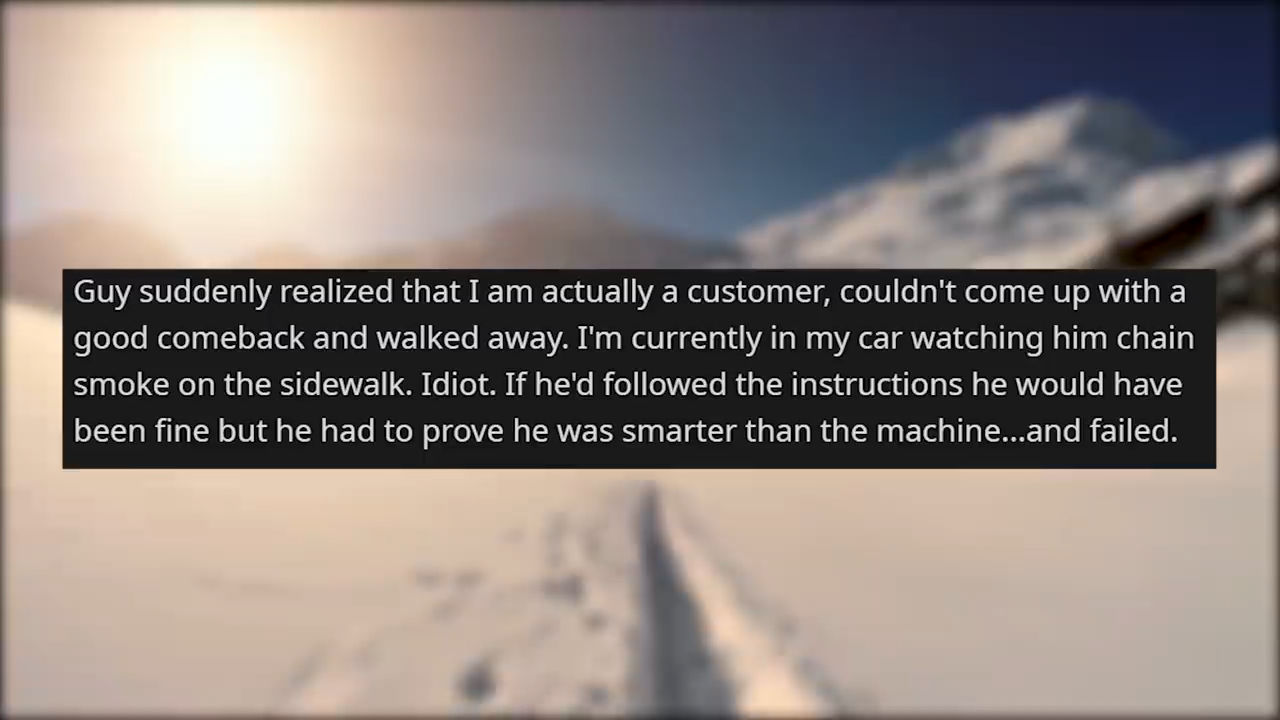 Guy suddenly realized that I am actually a customer, couldn't come up with a
good comeback and walked away. I'm currently in my car watching him chain
smoke on the sidewalk. Idiot. If he'd followed the instructions he would have
been fine but he had to prove he was smarter than the machine...and failed.